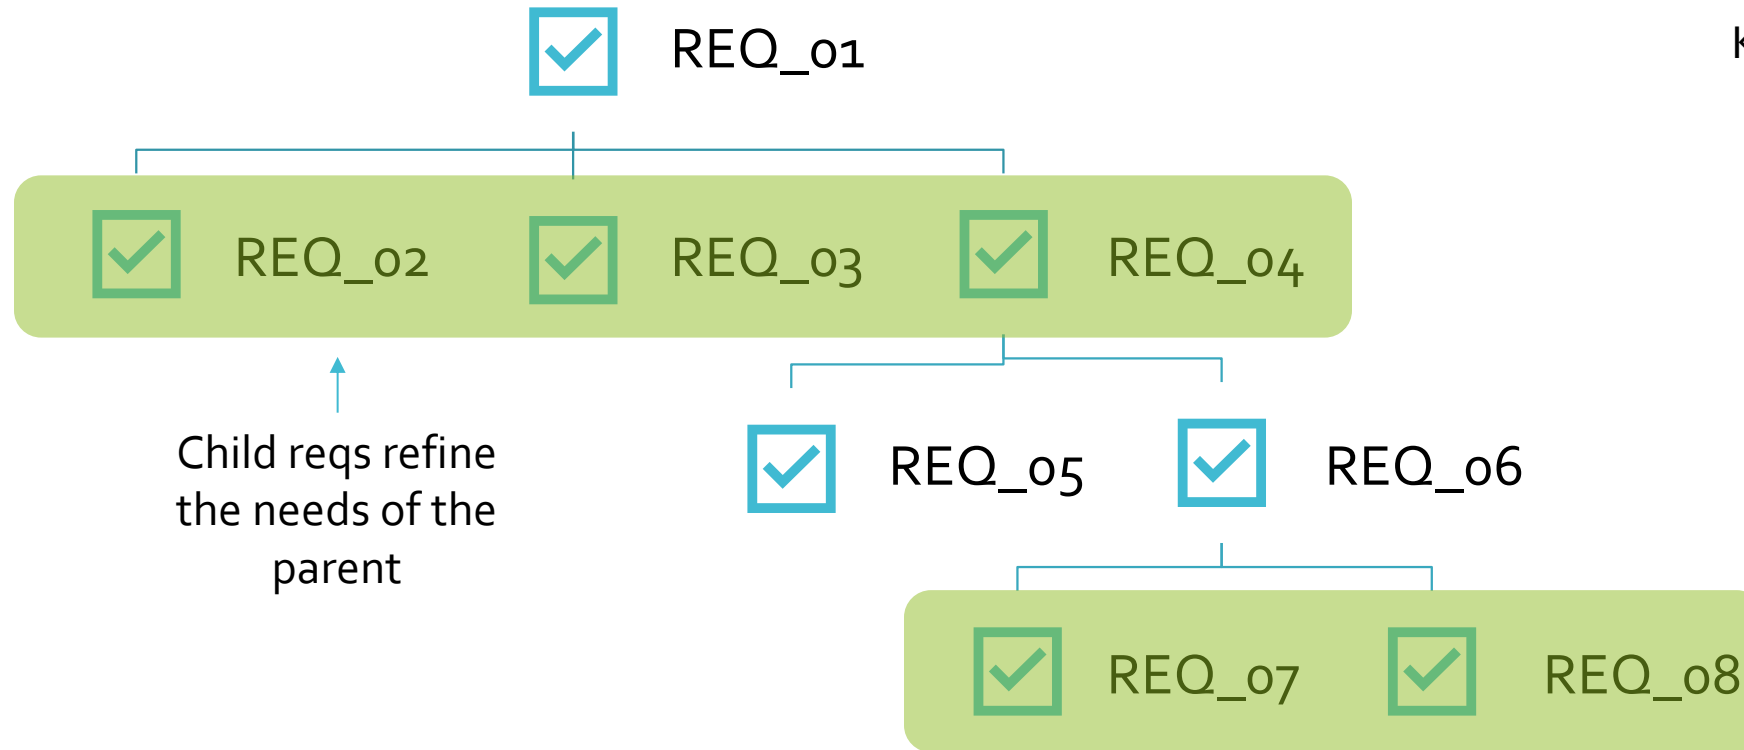 REQ_01
REQ_02
REQ_03
REQ_04
Child reqs refine
the needs of the
parent
REQ_05
REQ_06
REQ_07
REQ_08